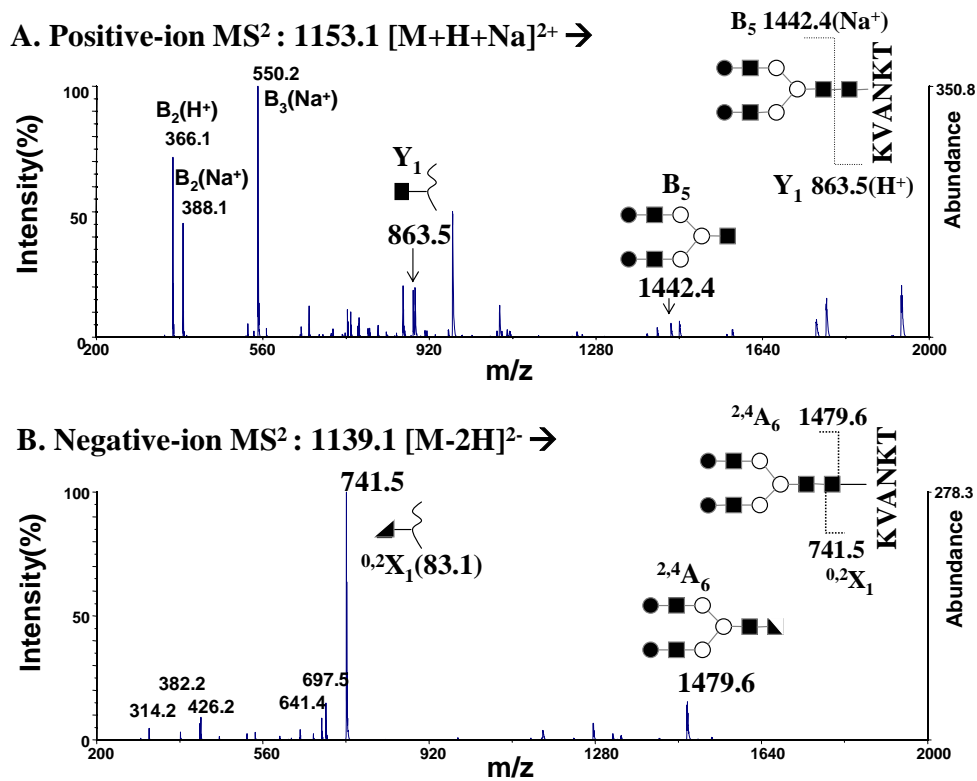 A. Positive-ion MS² : 1153.1 [M+H+Na]²⁺ →
B₅ 1442.4(Na⁺)
KVANKT
Y₁ 863.5(H⁺)
550.2
B₃(Na⁺)
B₂(H⁺)
366.1
B₂(Na⁺)
388.1
Y₁
863.5
B₅
1442.4
100
50
0
Intensity(%)
350.8
Abundance
200 560 920 1280 1640 2000
m/z
B. Negative-ion MS² : 1139.1 [M-2H]²⁻ →
²,⁴A₆ 1479.6
KVANKT
741.5
⁰,²X₁
741.5
⁰,²X₁(83.1)
²,⁴A₆
1479.6
697.5
641.4
382.2
426.2
314.2
100
50
0
Intensity(%)
278.3
Abundance
200 560 920 1280 1640 2000
m/z